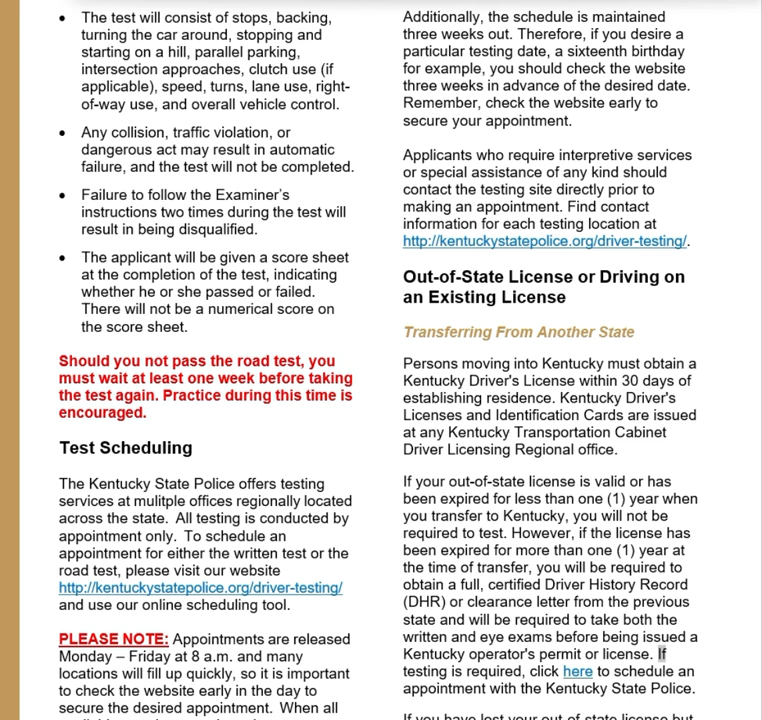 • The test will consist of stops, backing,
turning the car around, stopping and
starting on a hill, parallel parking,
intersection approaches, clutch use (if
applicable), speed, turns, lane use, right-
of-way use, and overall vehicle control.
• Any collision, traffic violation, or
dangerous act may result in automatic
failure, and the test will not be completed.
• Failure to follow the Examiner's
instructions two times during the test will
result in being disqualified.
• The applicant will be given a score sheet
at the completion of the test, indicating
whether he or she passed or failed.
There will not be a numerical score on
the score sheet.
Should you not pass the road test, you
must wait at least one week before taking
the test again. Practice during this time is
encouraged.
Test Scheduling
The Kentucky State Police offers testing
services at mulitple offices regionally located
across the state. All testing is conducted by
appointment only. To schedule an
appointment for either the written test or the
road test, please visit our website
http://kentuckystatepolice.org/driver-testing/
and use our online scheduling tool.
PLEASE NOTE: Appointments are released
Monday – Friday at 8 a.m. and many
locations will fill up quickly, so it is important
to check the website early in the day to
secure the desired appointment. When all
Additionally, the schedule is maintained
three weeks out. Therefore, if you desire a
particular testing date, a sixteenth birthday
for example, you should check the website
three weeks in advance of the desired date.
Remember, check the website early to
secure your appointment.
Applicants who require interpretive services
or special assistance of any kind should
contact the testing site directly prior to
making an appointment. Find contact
information for each testing location at
http://kentuckystatepolice.org/driver-testing/.
Out-of-State License or Driving on
an Existing License
Transferring From Another State
Persons moving into Kentucky must obtain a
Kentucky Driver's License within 30 days of
establishing residence. Kentucky Driver's
Licenses and Identification Cards are issued
at any Kentucky Transportation Cabinet
Driver Licensing Regional office.
If your out-of-state license is valid or has
been expired for less than one (1) year when
you transfer to Kentucky, you will not be
required to test. However, if the license has
been expired for more than one (1) year at
the time of transfer, you will be required to
obtain a full, certified Driver History Record
(DHR) or clearance letter from the previous
state and will be required to take both the
written and eye exams before being issued a
Kentucky operator's permit or license. If
testing is required, click here to schedule an
appointment with the Kentucky State Police.
If you have lost your out-of-state license but